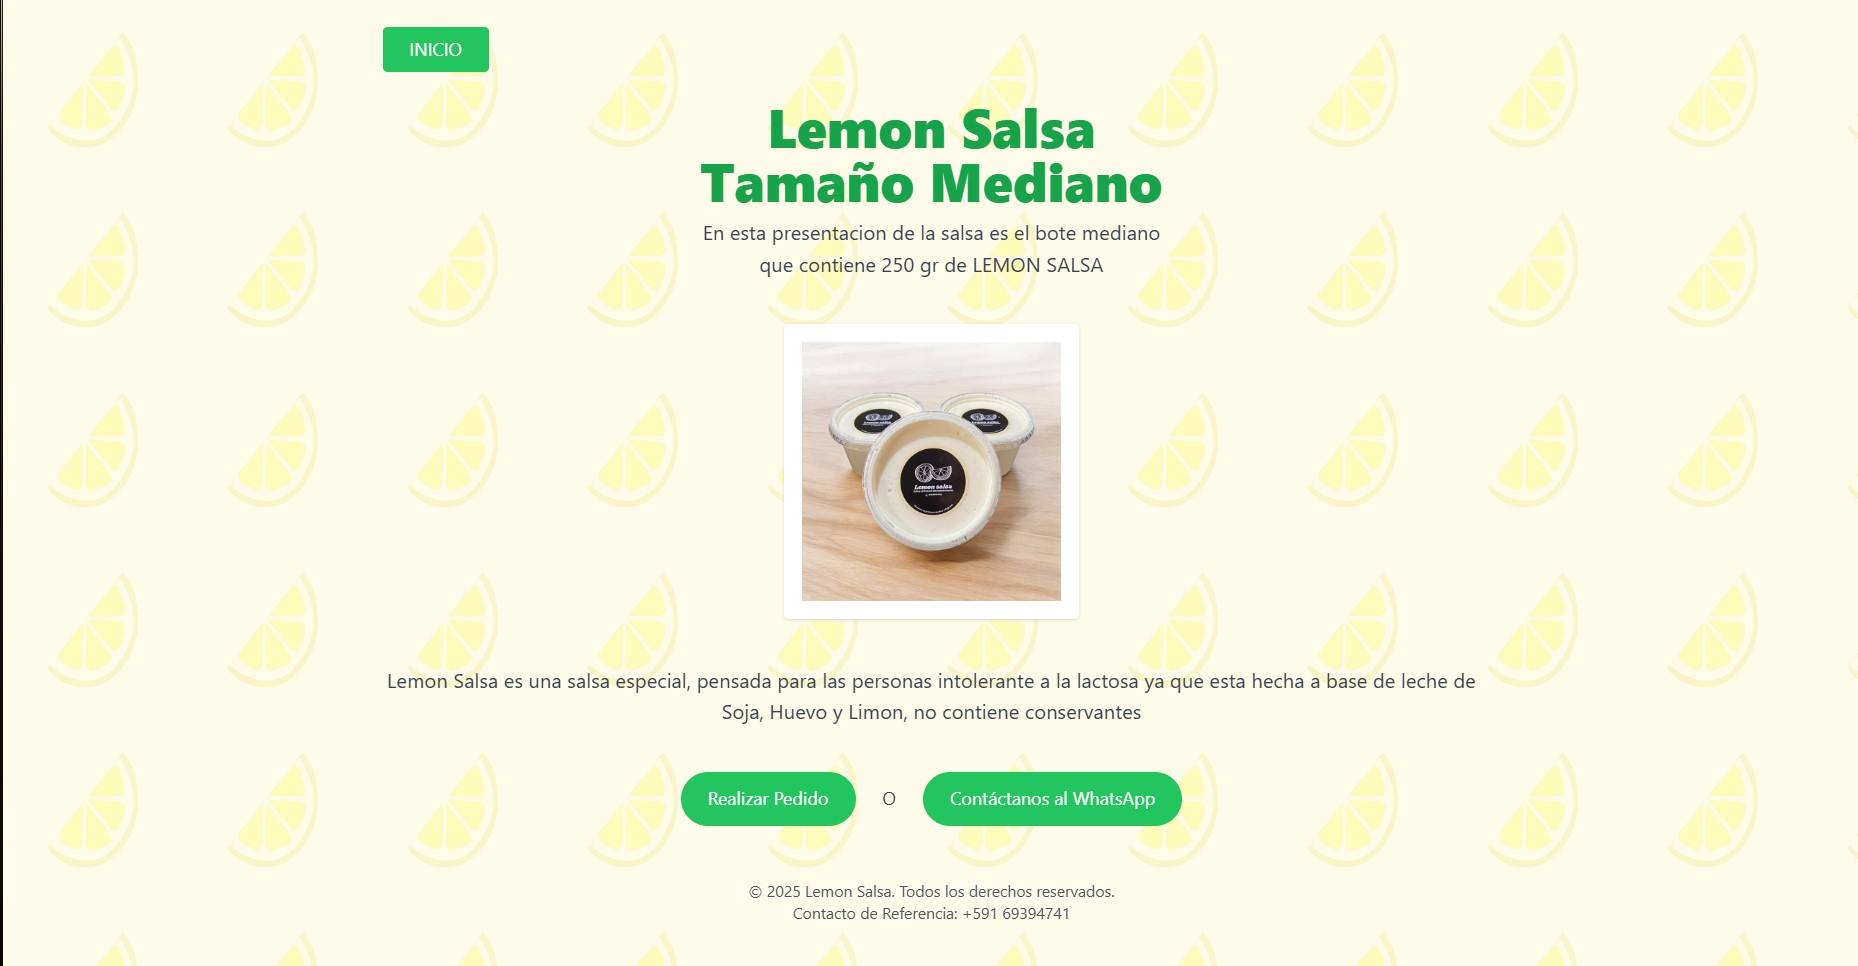 INICIO
Lemon Salsa
Tamaño Mediano
En esta presentacion de la salsa es el bote mediano
que contiene 250 gr de LEMON SALSA
Lemon salsa
Lemon Salsa es una salsa especial, pensada para las personas intolerante a la lactosa ya que esta hecha a base de leche de
Soja, Huevo y Limon, no contiene conservantes
Realizar Pedido
O
Contáctanos al WhatsApp
© 2025 Lemon Salsa. Todos los derechos reservados.
Contacto de Referencia: +591 69394741